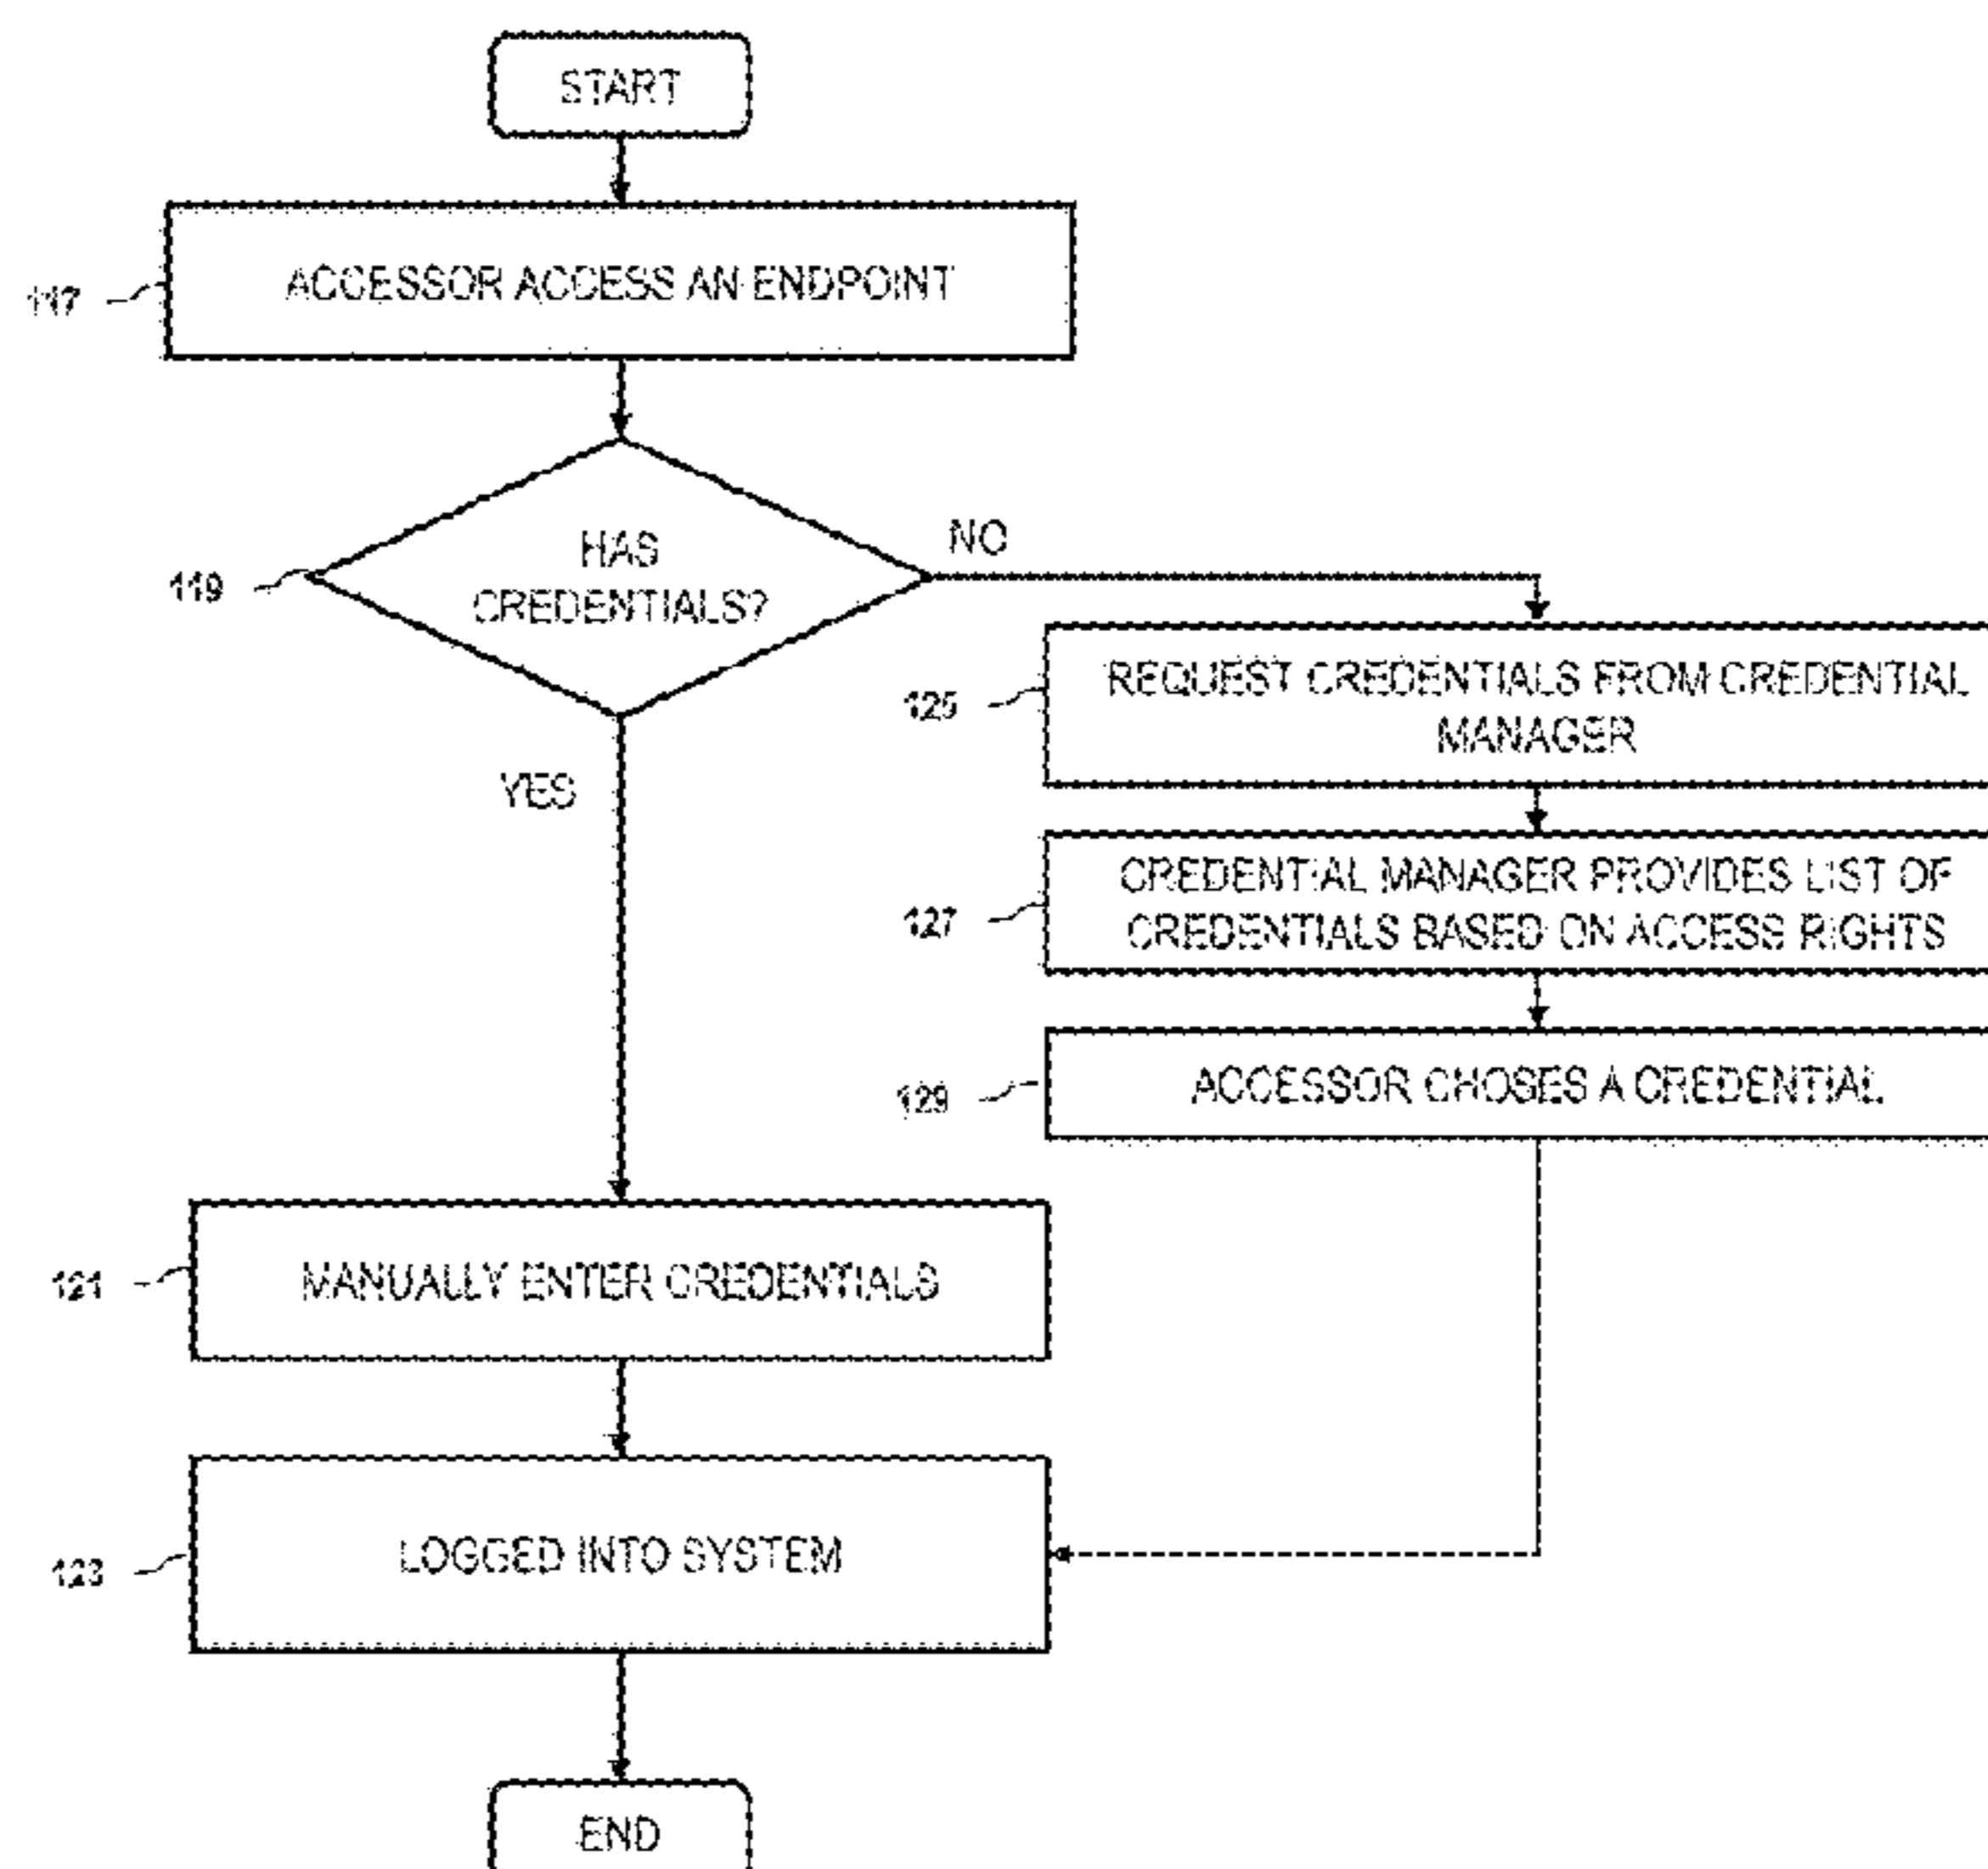 START
ACCESSOR ACCESS AN ENDPOINT
117
HAS
CREDENTIALS?
119
NO
YES
REQUEST CREDENTIALS FROM CREDENTIAL
MANAGER
125
CREDENTIAL MANAGER PROVIDES LIST OF
CREDENTIALS BASED ON ACCESS RIGHTS
127
ACCESSOR CHOSES A CREDENTIAL
129
MANUALLY ENTER CREDENTIALS
121
LOGGED INTO SYSTEM
123
END